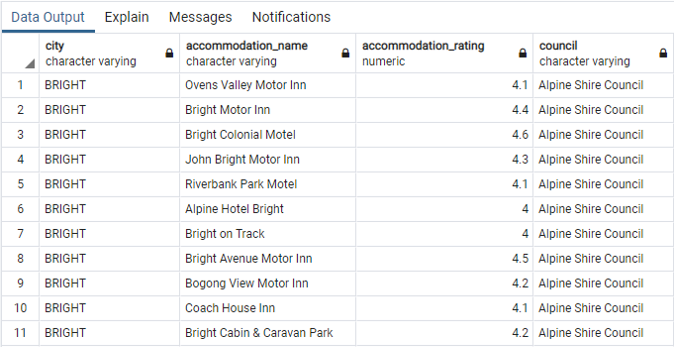 Data Output Explain Messages Notifications
city accommodation_name accommodation_rating council
character varying character varying numeric character varying
1 BRIGHT Ovens Valley Motor Inn 4.1 Alpine Shire Council
2 BRIGHT Bright Motor Inn 4.4 Alpine Shire Council
3 BRIGHT Bright Colonial Motel 4.6 Alpine Shire Council
4 BRIGHT John Bright Motor Inn 4.3 Alpine Shire Council
5 BRIGHT Riverbank Park Motel 4.1 Alpine Shire Council
6 BRIGHT Alpine Hotel Bright 4 Alpine Shire Council
7 BRIGHT Bright on Track 4 Alpine Shire Council
8 BRIGHT Bright Avenue Motor Inn 4.5 Alpine Shire Council
9 BRIGHT Bogong View Motor Inn 4.2 Alpine Shire Council
10 BRIGHT Coach House Inn 4.1 Alpine Shire Council
11 BRIGHT Bright Cabin & Caravan Park 4.2 Alpine Shire Council